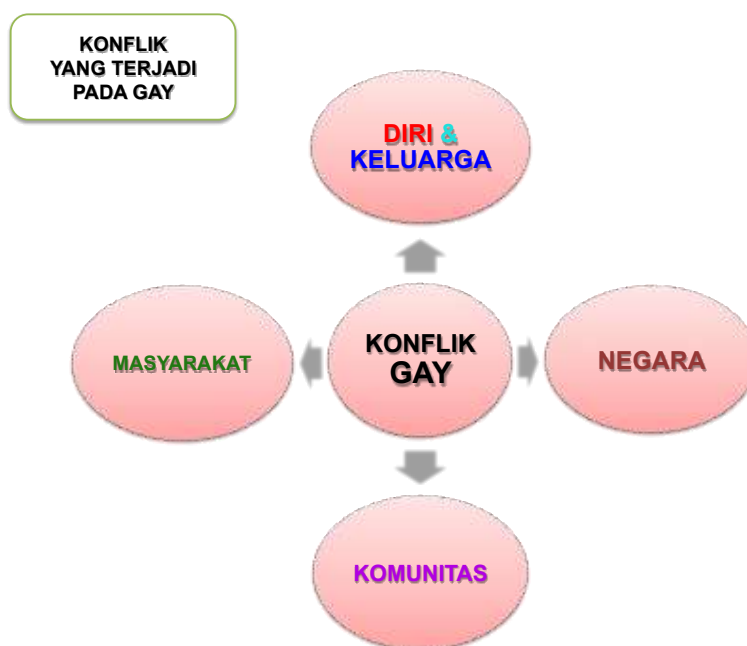 KONFLIK
YANG TERJADI
PADA GAY
DIRI &
KELUARGA
MASYARAKAT
KONFLIK
GAY
NEGARA
KOMUNITAS